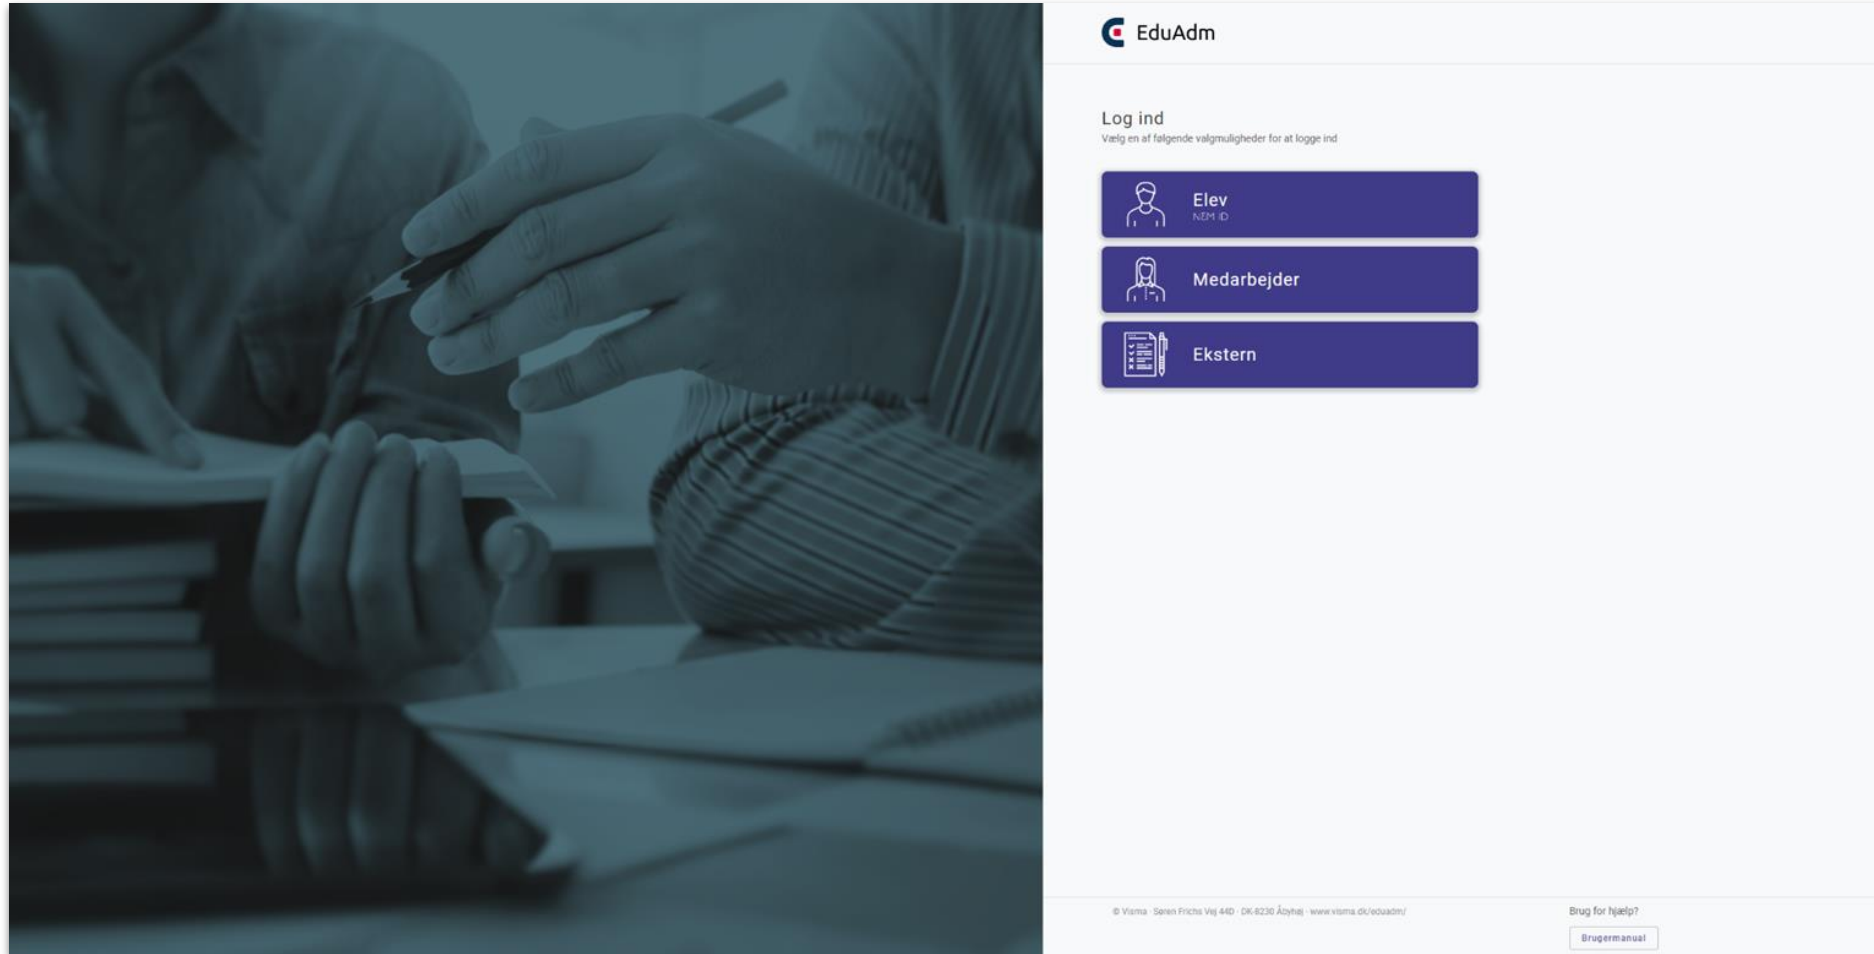 EduAdm
Log ind
Vælg en af følgende valgmuligheder for at logge ind
Elev
NEM ID
Medarbejder
Ekstern
© Visma · Søren Frichs Vej 44D · DK-8230 Åbyhøj · www.visma.dk/eduadm/
Brug for hjælp?
Brugermanual